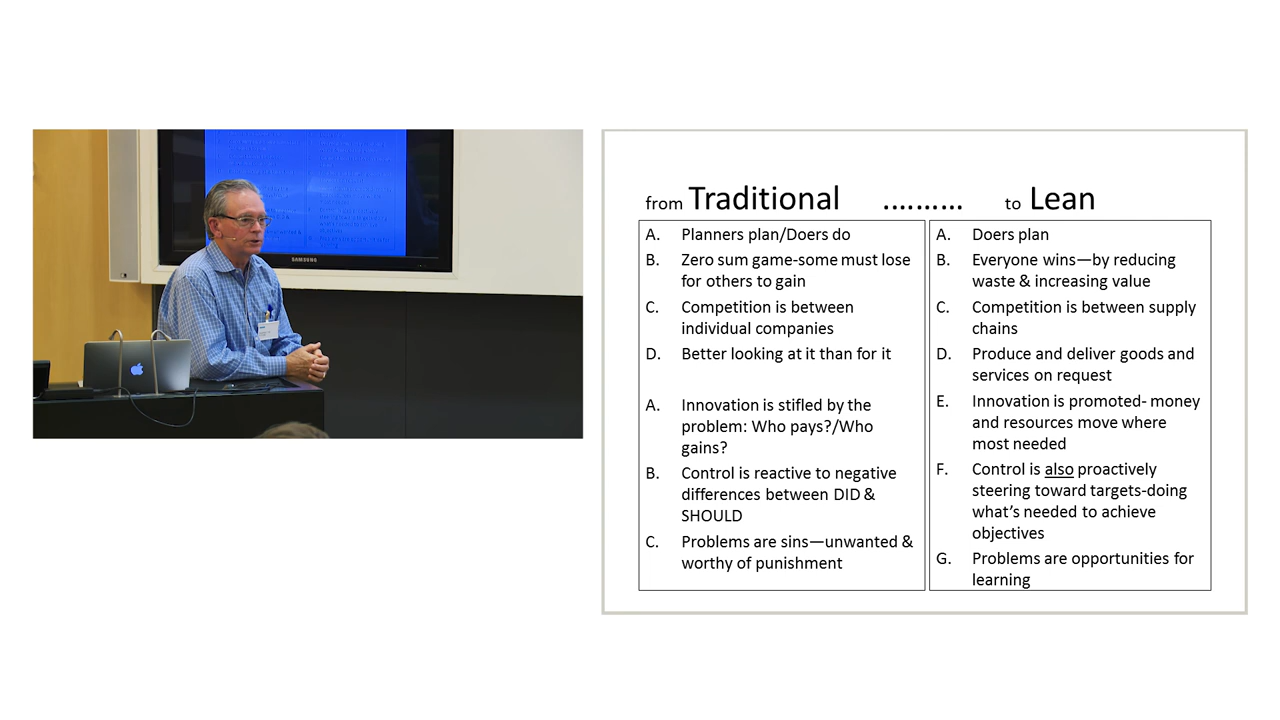 SAMSUNG
from Traditional ......... to Lean
A. Planners plan/Doers do
B. Zero sum game-some must lose
for others to gain
C. Competition is between
individual companies
D. Better looking at it than for it
A. Innovation is stifled by the
problem: Who pays?/Who
gains?
B. Control is reactive to negative
differences between DID &
SHOULD
C. Problems are sins—unwanted &
worthy of punishment
A. Doers plan
B. Everyone wins—by reducing
waste & increasing value
C. Competition is between supply
chains
D. Produce and deliver goods and
services on request
E. Innovation is promoted- money
and resources move where
most needed
F. Control is also proactively
steering toward targets-doing
what's needed to achieve
objectives
G. Problems are opportunities for
learning